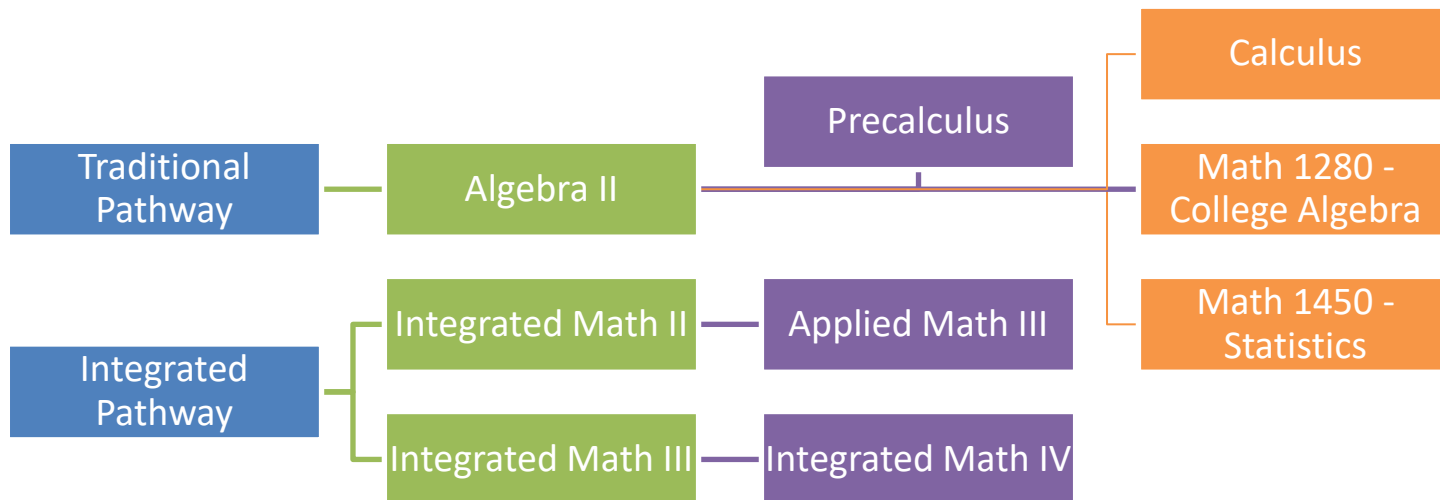 Traditional
Pathway
Algebra II
Precalculus
Calculus
Math 1280 -
College Algebra
Math 1450 -
Statistics
Integrated
Pathway
Integrated Math II
Applied Math III
Integrated Math III
Integrated Math IV